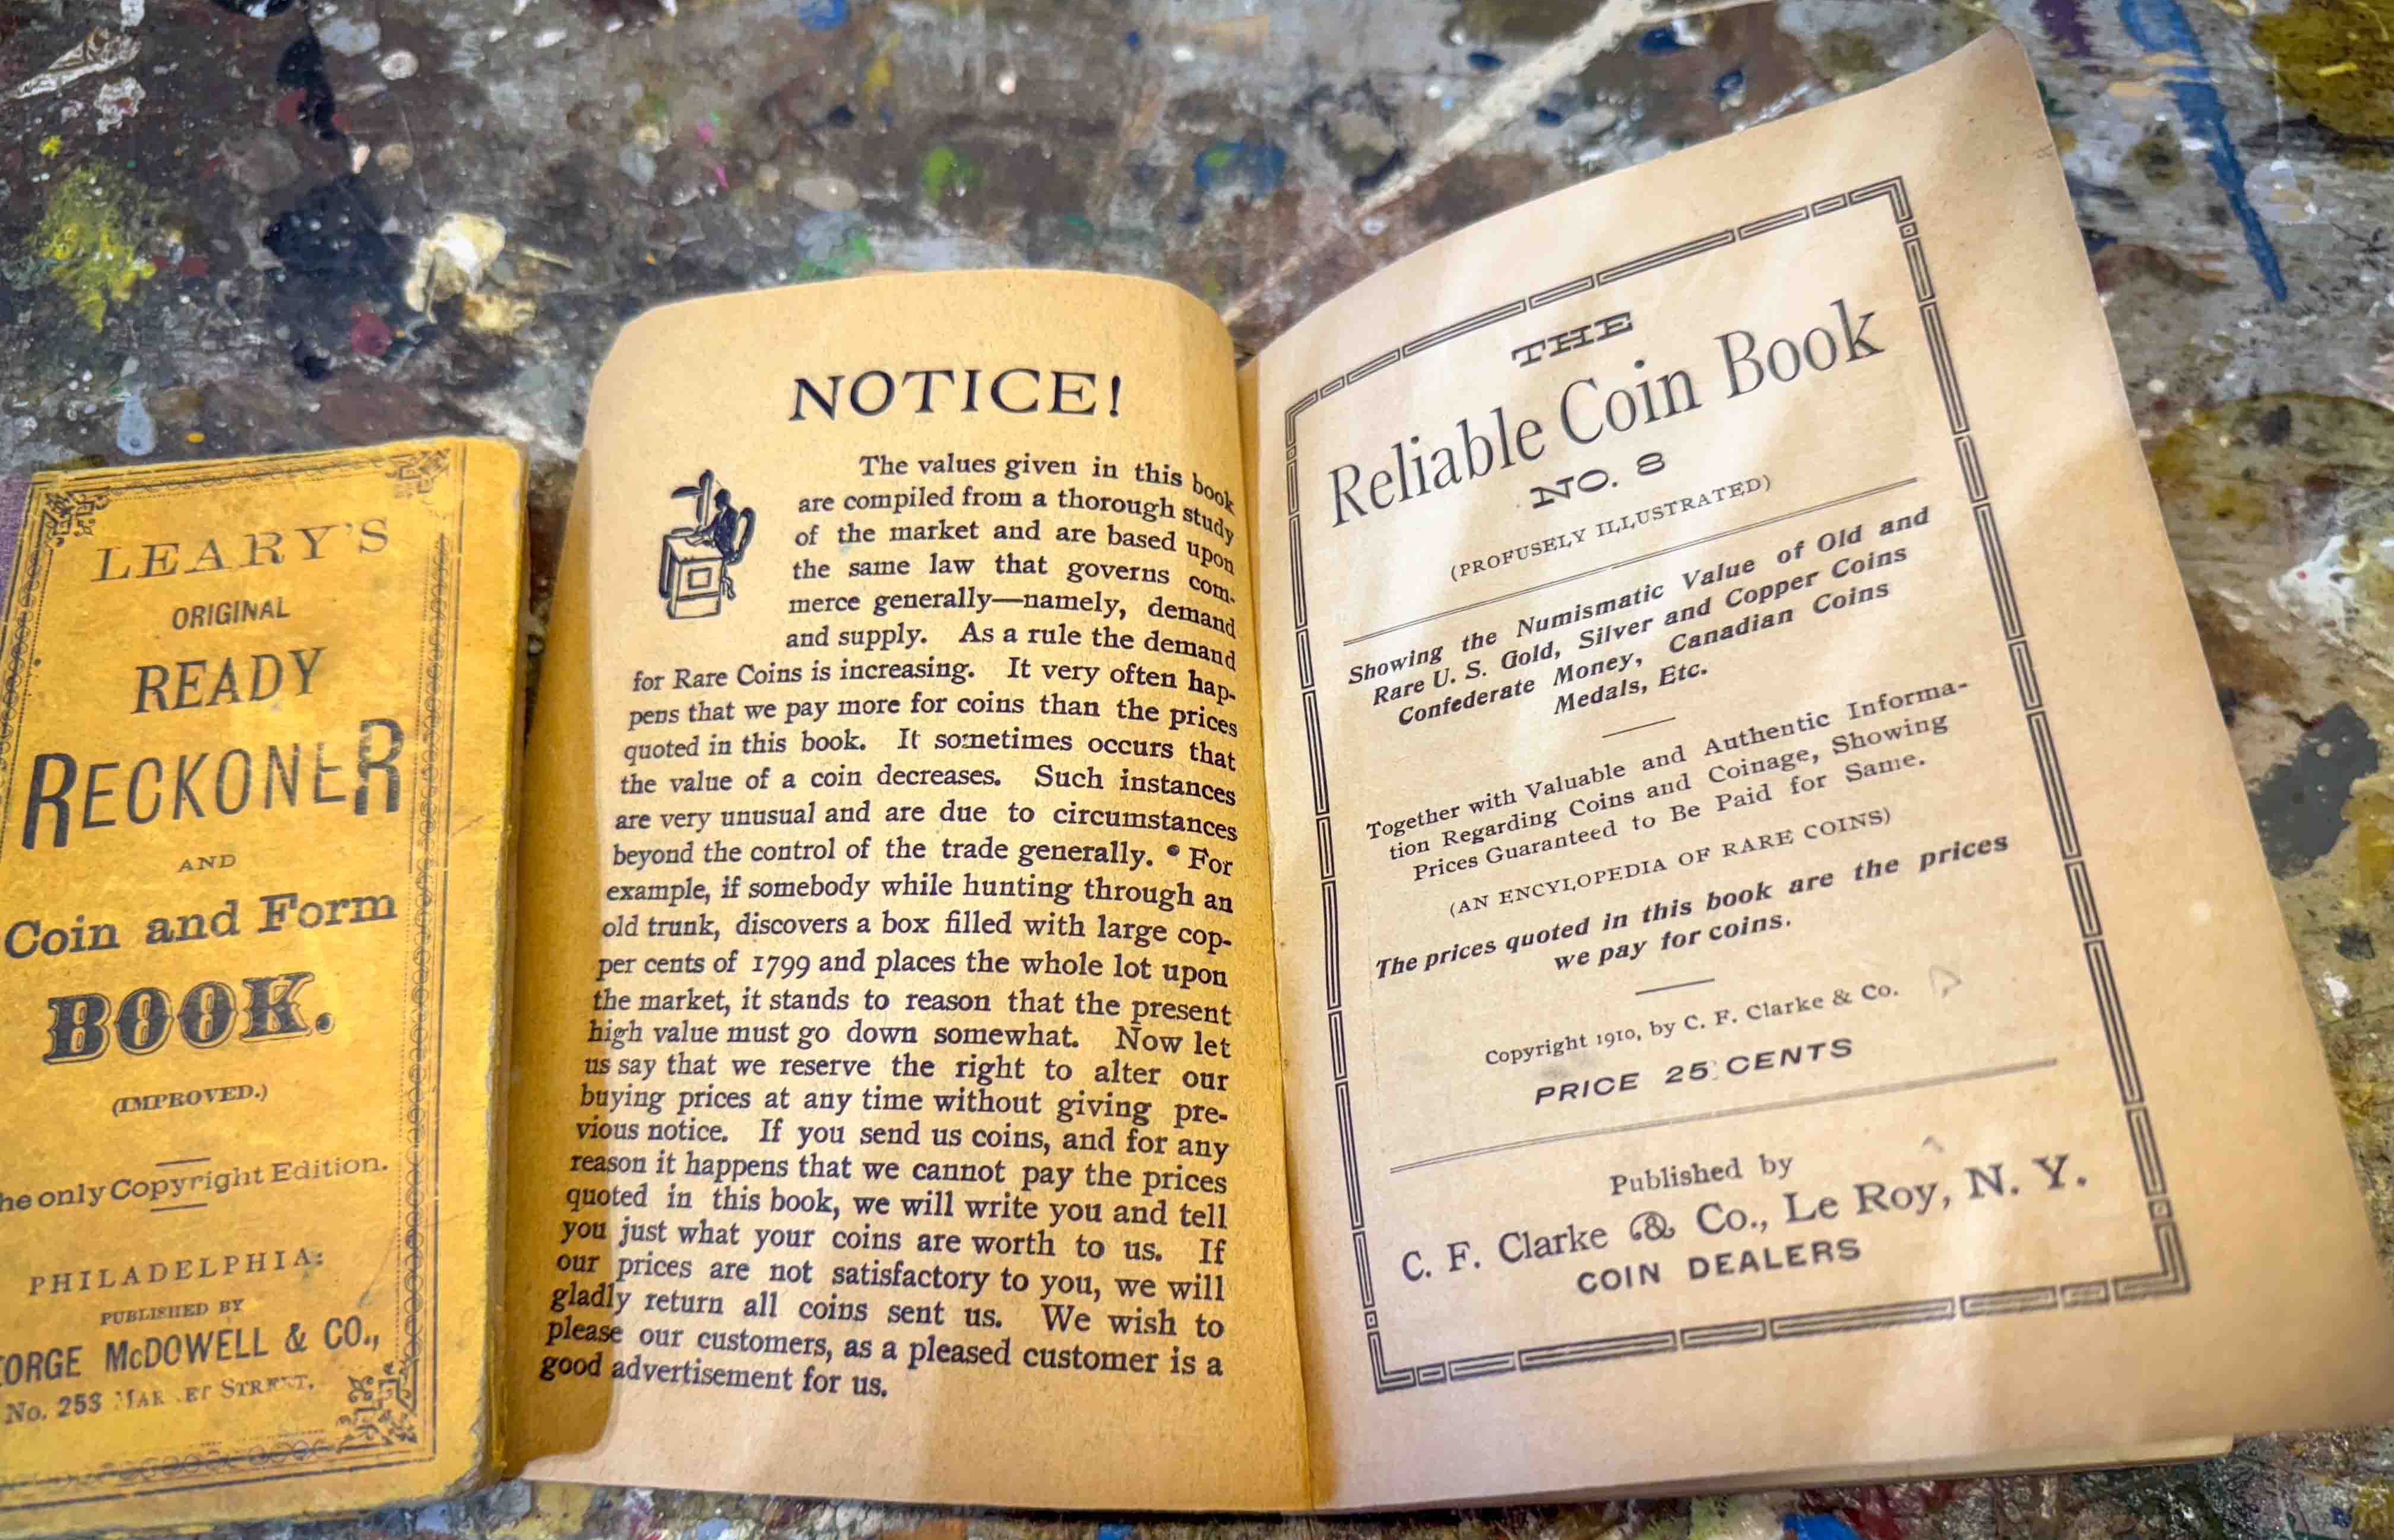 LEARY'S
ORIGINAL
READY
RECKONER
AND
Coin and Form
BOOK.
(IMPROVED.)
he only Copyright Edition.
PHILADELPHIA:
PUBLISHED BY
ORGE McDOWELL & CO.,
No. 253 MAR ET STREET.
NOTICE!
The values given in this book
are compiled from a thorough study
of the market and are based upon
the same law that governs com-
merce generally—namely, demand
and supply. As a rule the demand
for Rare Coins is increasing. It very often hap-
pens that we pay more for coins than the prices
quoted in this book. It sometimes occurs that
the value of a coin decreases. Such instances
are very unusual and are due to circumstances
beyond the control of the trade generally. For
example, if somebody while hunting through an
old trunk, discovers a box filled with large cop-
per cents of 1799 and places the whole lot upon
the market, it stands to reason that the present
high value must go down somewhat. Now let
us say that we reserve the right to alter our
buying prices at any time without giving pre-
vious notice. If you send us coins, and for any
reason it happens that we cannot pay the prices
quoted in this book, we will write you and tell
you just what your coins are worth to us. If
our prices are not satisfactory to you, we will
gladly return all coins sent us. We wish to
please our customers, as a pleased customer is a
good advertisement for us.
THE
Reliable Coin Book
NO. 8
(PROFUSELY ILLUSTRATED)
Showing the Numismatic Value of Old and
Rare U. S. Gold, Silver and Copper Coins
Confederate Money, Canadian Coins
Medals, Etc.
Together with Valuable and Authentic Informa-
tion Regarding Coins and Coinage, Showing
Prices Guaranteed to Be Paid for Same.
(AN ENCYLOPEDIA OF RARE COINS)
The prices quoted in this book are the prices
we pay for coins.
Copyright 1910, by C. F. Clarke & Co.
PRICE 25 CENTS
Published by
C. F. Clarke & Co., Le Roy, N. Y.
COIN DEALERS